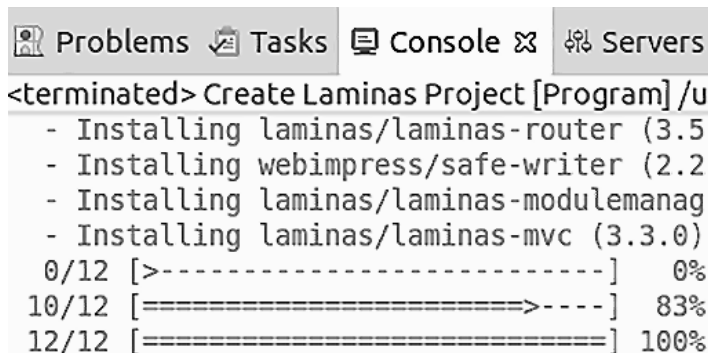 Problems Tasks Console Servers
<terminated> Create Laminas Project [Program] /u
- Installing laminas/laminas-router (3.5
- Installing webimpress/safe-writer (2.2
- Installing laminas/laminas-modulemanag
- Installing laminas/laminas-mvc (3.3.0)
0/12 [>---------------------------] 0%
10/12 [=======================>----] 83%
12/12 [============================] 100%